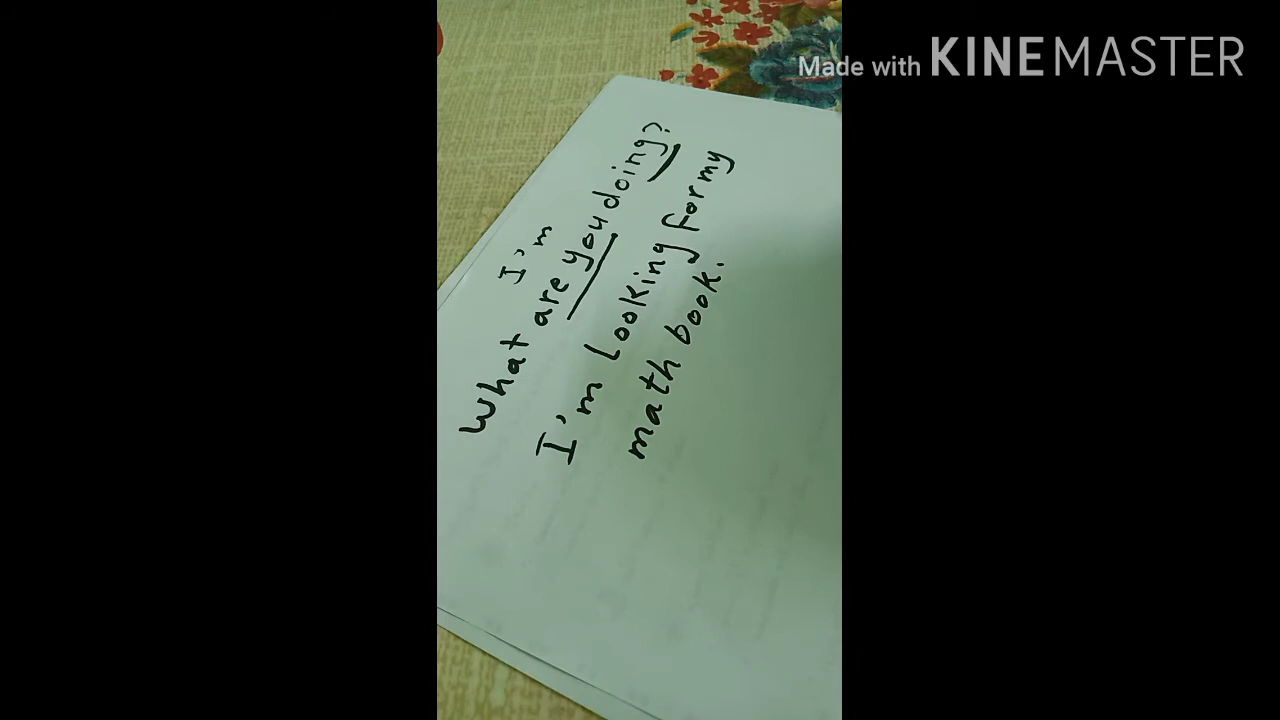 Made with KINEMASTER
I'm
What are you doing?
I'm looking for my
math book.